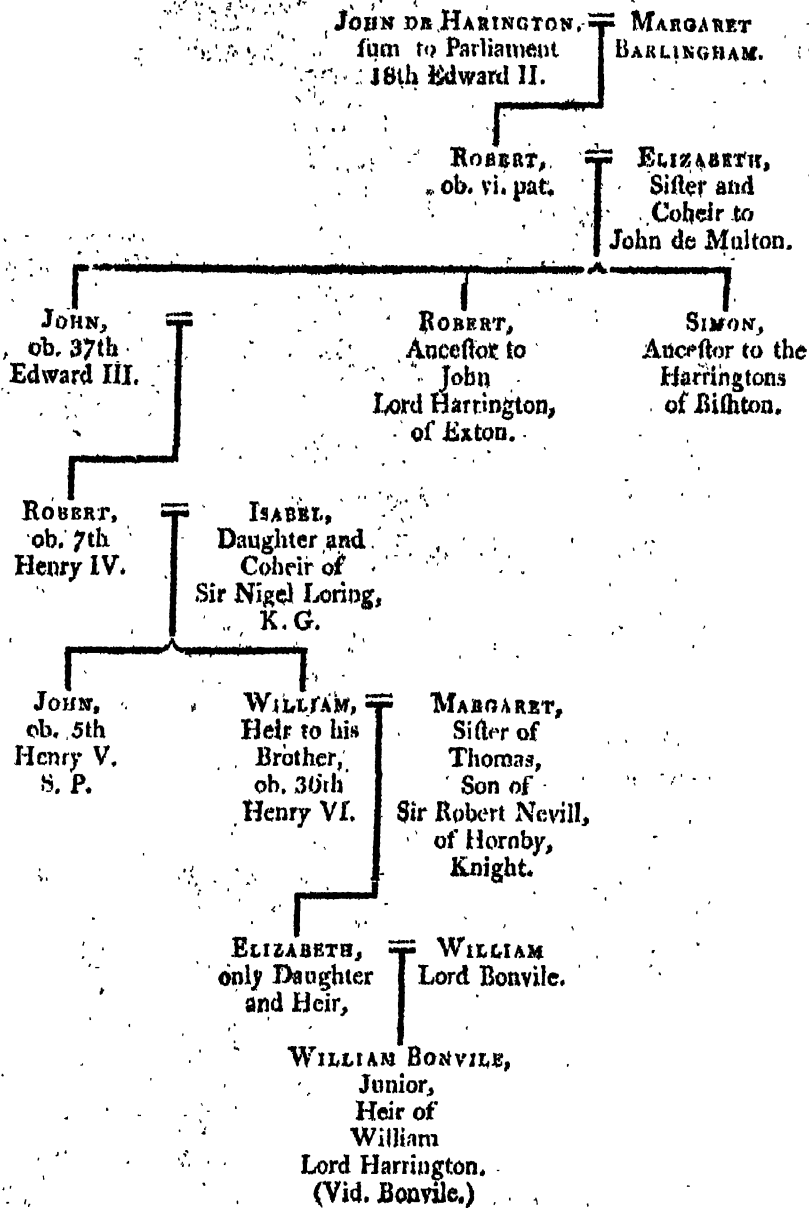 JOHN DE HARINGTON, = MARGARET
ſum to Parliament BARLINGHAM.
18th Edward II.
ROBERT, = ELIZABETH,
ob. vi. pat. Siſter and
Coheir to
John de Multon.
JOHN, =
ob. 37th
Edward III.
ROBERT,
Anceſtor to
John
Lord Harrington,
of Exton.
SIMON,
Anceſtor to the
Harringtons
of Biſhton.
ROBERT, =
ob. 7th
Henry IV.
ISABEL,
Daughter and
Coheir of
Sir Nigel Loring,
K. G.
JOHN,
ob. 5th
Henry V.
S. P.
WILLIAM, =
Heir to his
Brother,
ob. 36th
Henry VI.
MARGARET,
Siſter of
Thomas,
Son of
Sir Robert Nevill,
of Hornby,
Knight.
ELIZABETH, =
only Daughter
and Heir,
WILLIAM
Lord Bonvile.
WILLIAM BONVILE,
Junior,
Heir of
William
Lord Harrington.
(Vid. Bonvile.)